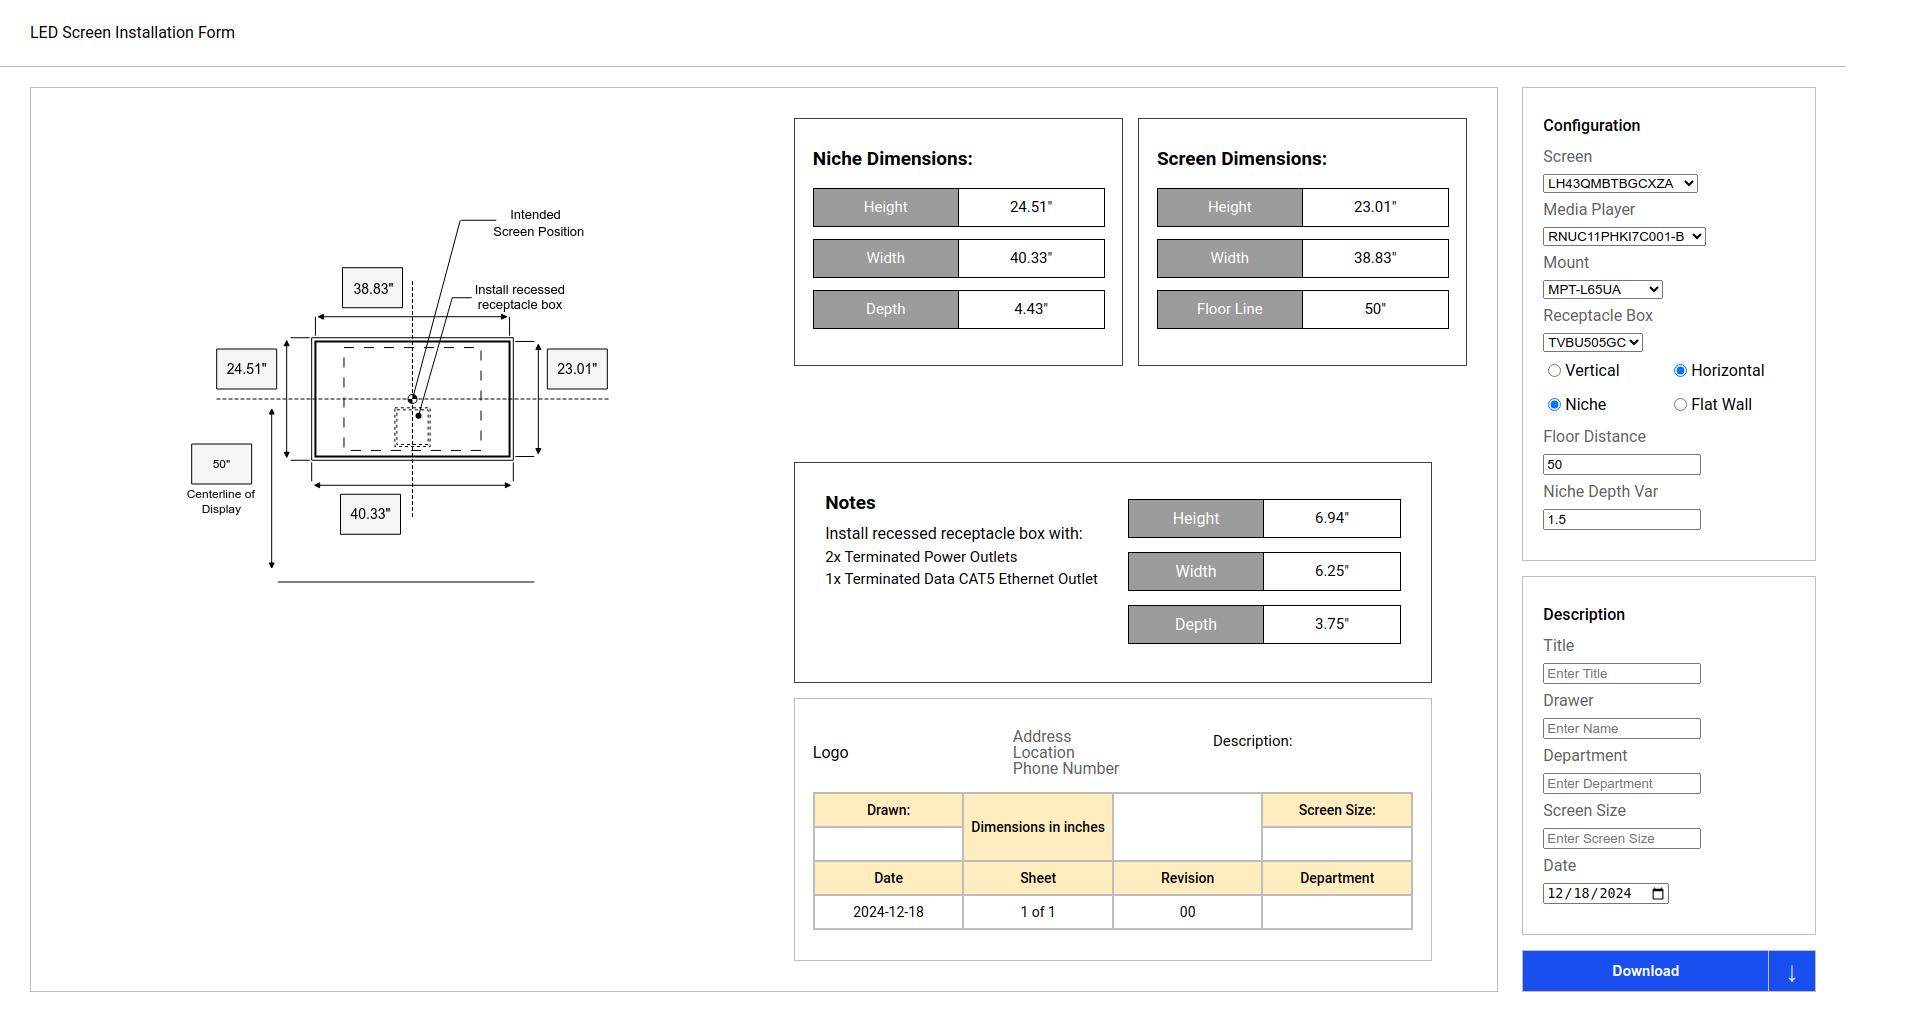 LED Screen Installation Form
Intended
Screen Position
38.83"
Install recessed
receptacle box
24.51"
23.01"
50"
Centerline of
Display
40.33"
Niche Dimensions:
Height
24.51"
Width
40.33"
Depth
4.43"
Screen Dimensions:
Height
23.01"
Width
38.83"
Floor Line
50"
Notes
Install recessed receptacle box with:
2x Terminated Power Outlets
1x Terminated Data CAT5 Ethernet Outlet
Height
6.94"
Width
6.25"
Depth
3.75"
Logo
Address
Location
Phone Number
Description:
Drawn:
Dimensions in inches
Screen Size:
Date
Sheet
Revision
Department
2024-12-18
1 of 1
00
Configuration
Screen
LH43QMBTBGCXZA
Media Player
RNUC11PHKI7C001-B
Mount
MPT-L65UA
Receptacle Box
TVBU505GC
Vertical
Horizontal
Niche
Flat Wall
Floor Distance
50
Niche Depth Var
1.5
Description
Title
Enter Title
Drawer
Enter Name
Department
Enter Department
Screen Size
Enter Screen Size
Date
12/18/2024
Download
↓